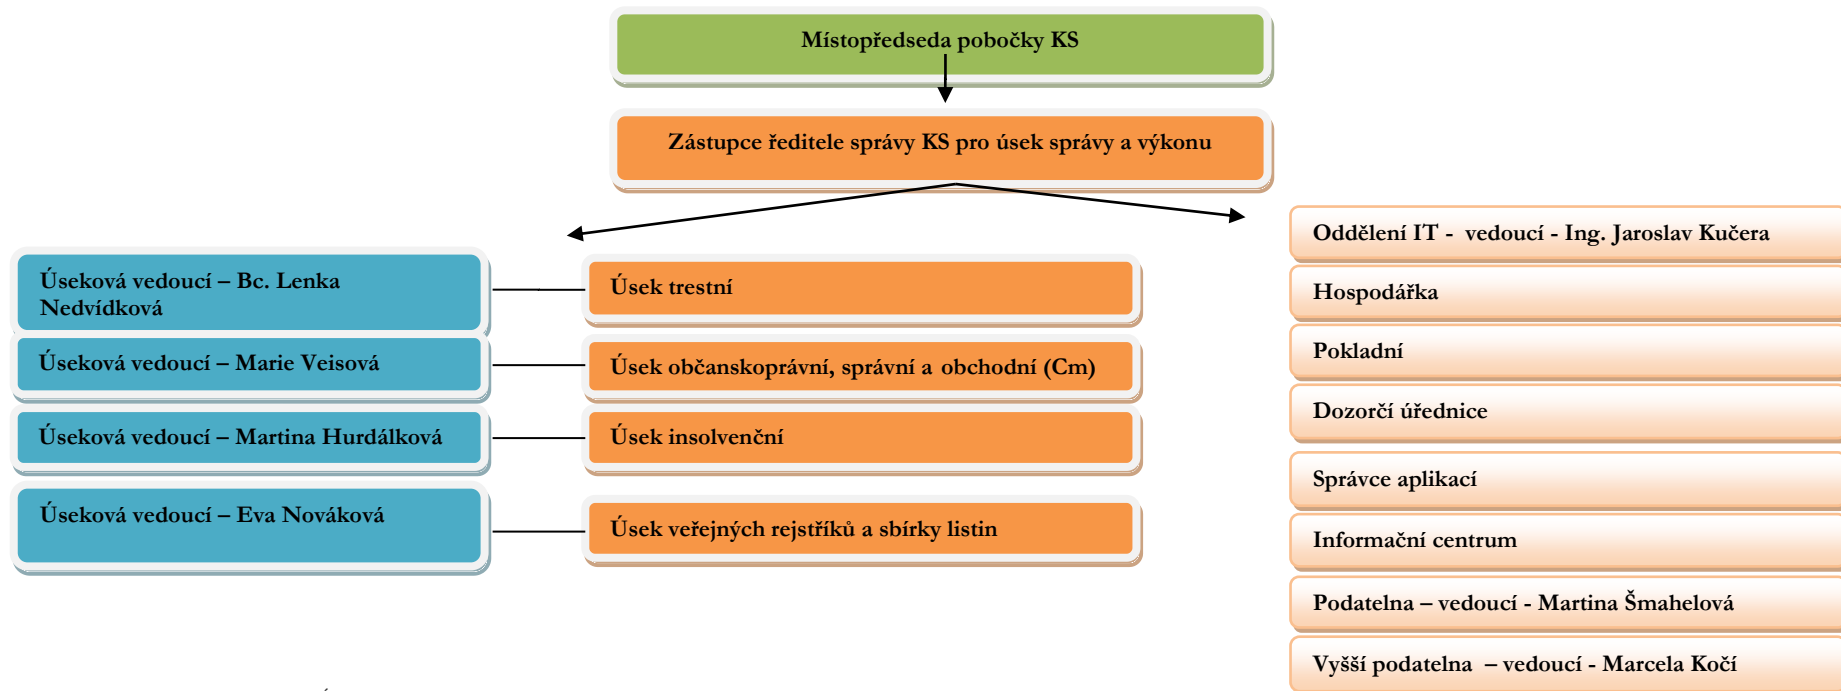 Místopředseda pobočky KS
Zástupce ředitele správy KS pro úsek správy a výkonu
Úseková vedoucí – Bc. Lenka
Nedvídková
Úsek trestní
Úseková vedoucí – Marie Veisová
Úsek občanskoprávní, správní a obchodní (Cm)
Úseková vedoucí – Martina Hurdálková
Úsek insolvenční
Úseková vedoucí – Eva Nováková
Úsek veřejných rejstříků a sbírky listin
Oddělení IT - vedoucí - Ing. Jaroslav Kučera
Hospodářka
Pokladní
Dozorčí úřednice
Správce aplikací
Informační centrum
Podatelna – vedoucí - Martina Šmahelová
Vyšší podatelna – vedoucí - Marcela Kočí